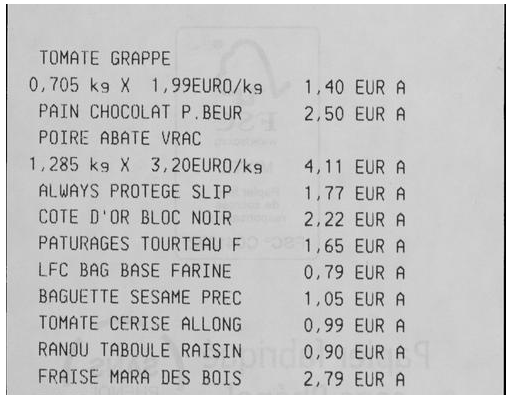 TOMATE GRAPPE
0,705 kg X 1,99EURO/kg 1,40 EUR A
PAIN CHOCOLAT P.BEUR 2,50 EUR A
POIRE ABATE VRAC
1,285 kg X 3,20EURO/kg 4,11 EUR A
ALWAYS PROTEGE SLIP 1,77 EUR A
COTE D'OR BLOC NOIR 2,22 EUR A
PATURAGES TOURTEAU F 1,65 EUR A
LFC BAG BASE FARINE 0,79 EUR A
BAGUETTE SESAME PREC 1,05 EUR A
TOMATE CERISE ALLONG 0,99 EUR A
RANOU TABOULE RAISIN 0,90 EUR A
FRAISE MARA DES BOIS 2,79 EUR A